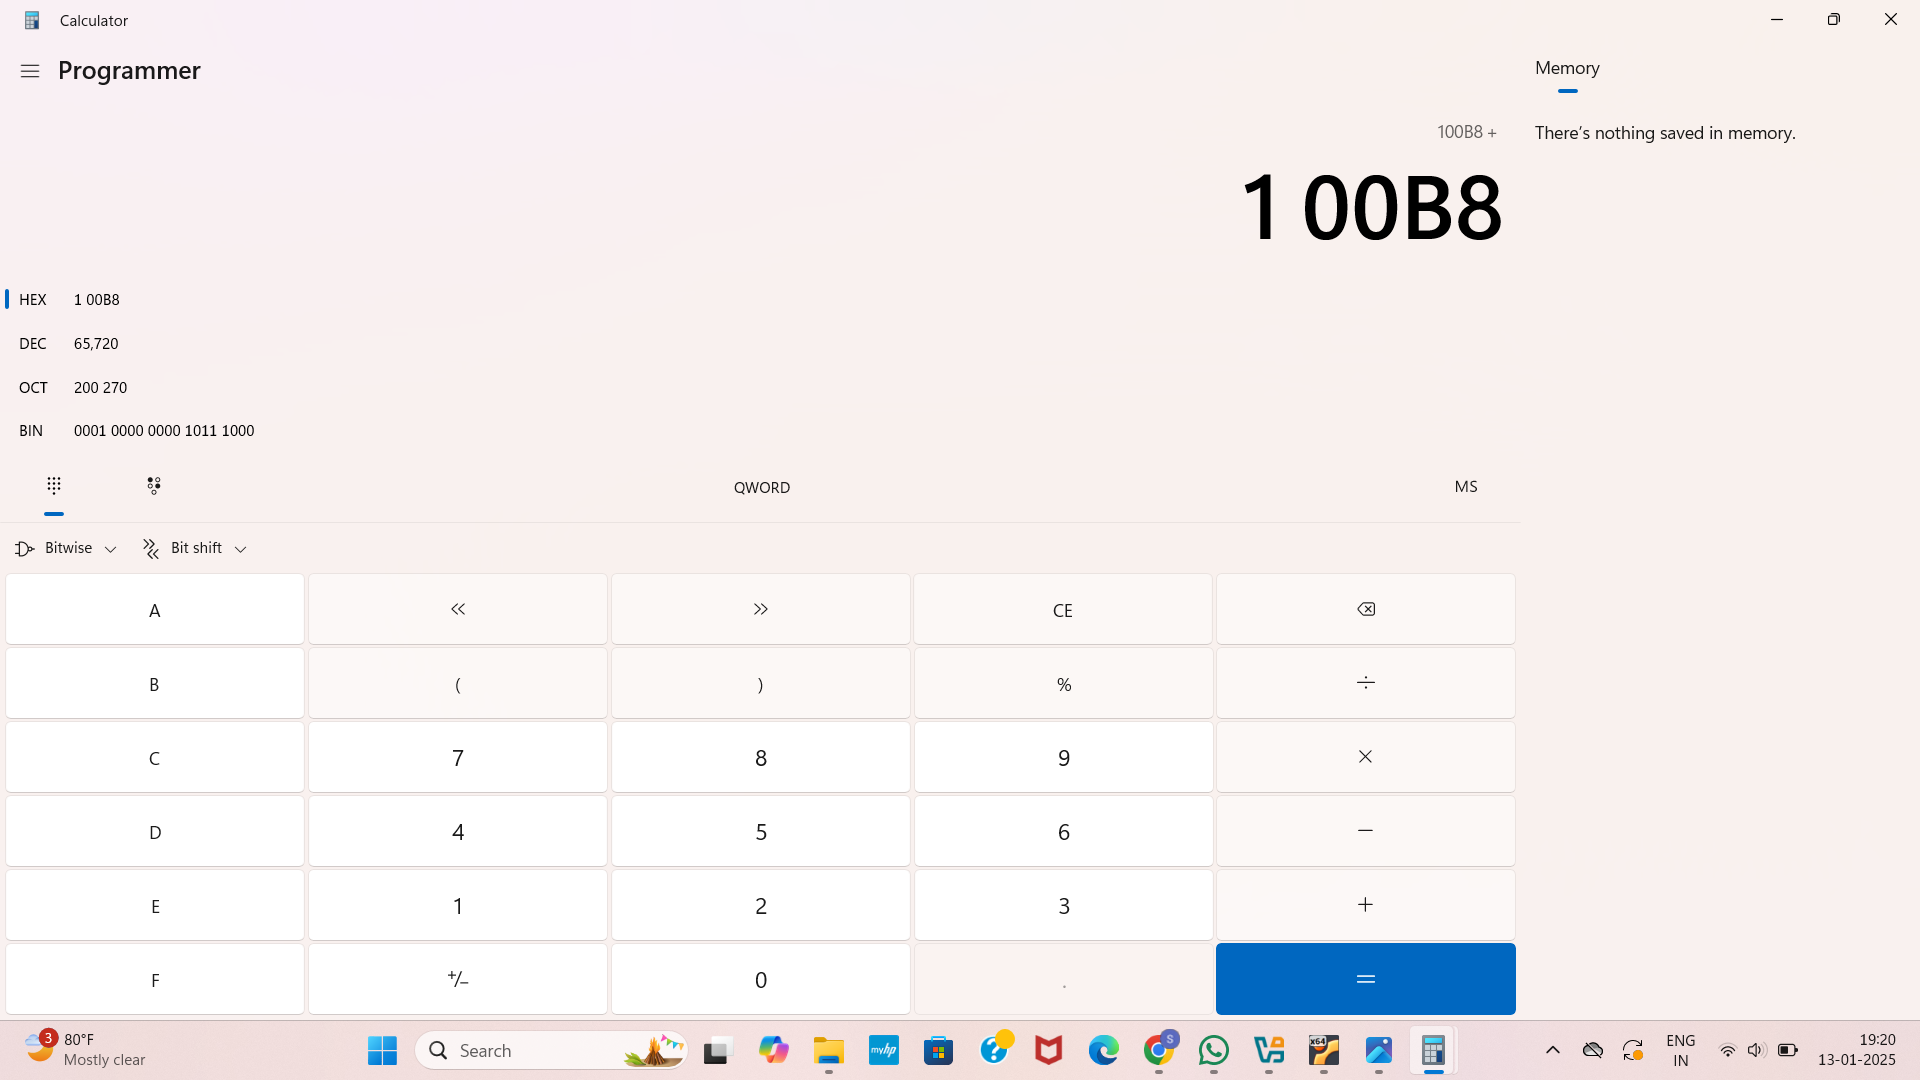 Calculator
Programmer
Memory
100B8 +
There's nothing saved in memory.
1 00B8
HEX 1 00B8
DEC 65,720
OCT 200 270
BIN 0001 0000 0000 1011 1000
QWORD
MS
Bitwise
Bit shift
A « » CE
B ( ) % ÷
C 7 8 9 ×
D 4 5 6 −
E 1 2 3 +
F +/− 0 . =
3
80°F
Mostly clear
Search
myhp
?
S
x64
ENG
IN
19:20
13-01-2025